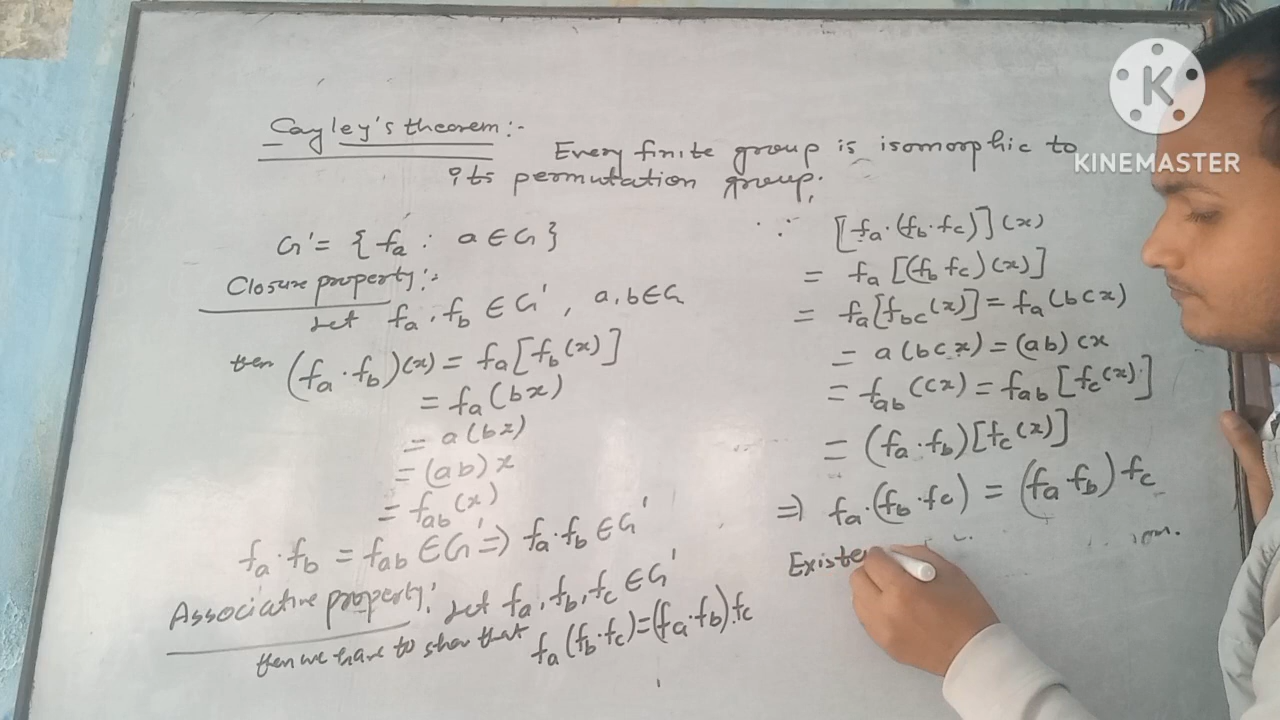 Cayley's theorem:-
Every finite group is isomorphic to
its permutation group.
G' = { fa : a ∈ G }
Closure property:-
Let fa, fb ∈ G', a, b ∈ G
then (fa · fb)(x) = fa[fb(x)]
= fa(bx)
= a(bx)
= (ab)x
= fab(x)
fa · fb = fab ∈ G' ⇒ fa · fb ∈ G'
Associative property: Let fa, fb, fc ∈ G'
then we have to show that fa(fb · fc) = (fa · fb) · fc
∵ [fa · (fb · fc)](x)
= fa[(fb fc)(x)]
= fa[fbc(x)] = fa(bcx)
= a(bcx) = (ab)cx
= fab(cx) = fab[fc(x)]
= (fa · fb)[fc(x)]
⇒ fa · (fb · fc) = (fa fb) fc
Existe
K
KINEMASTER